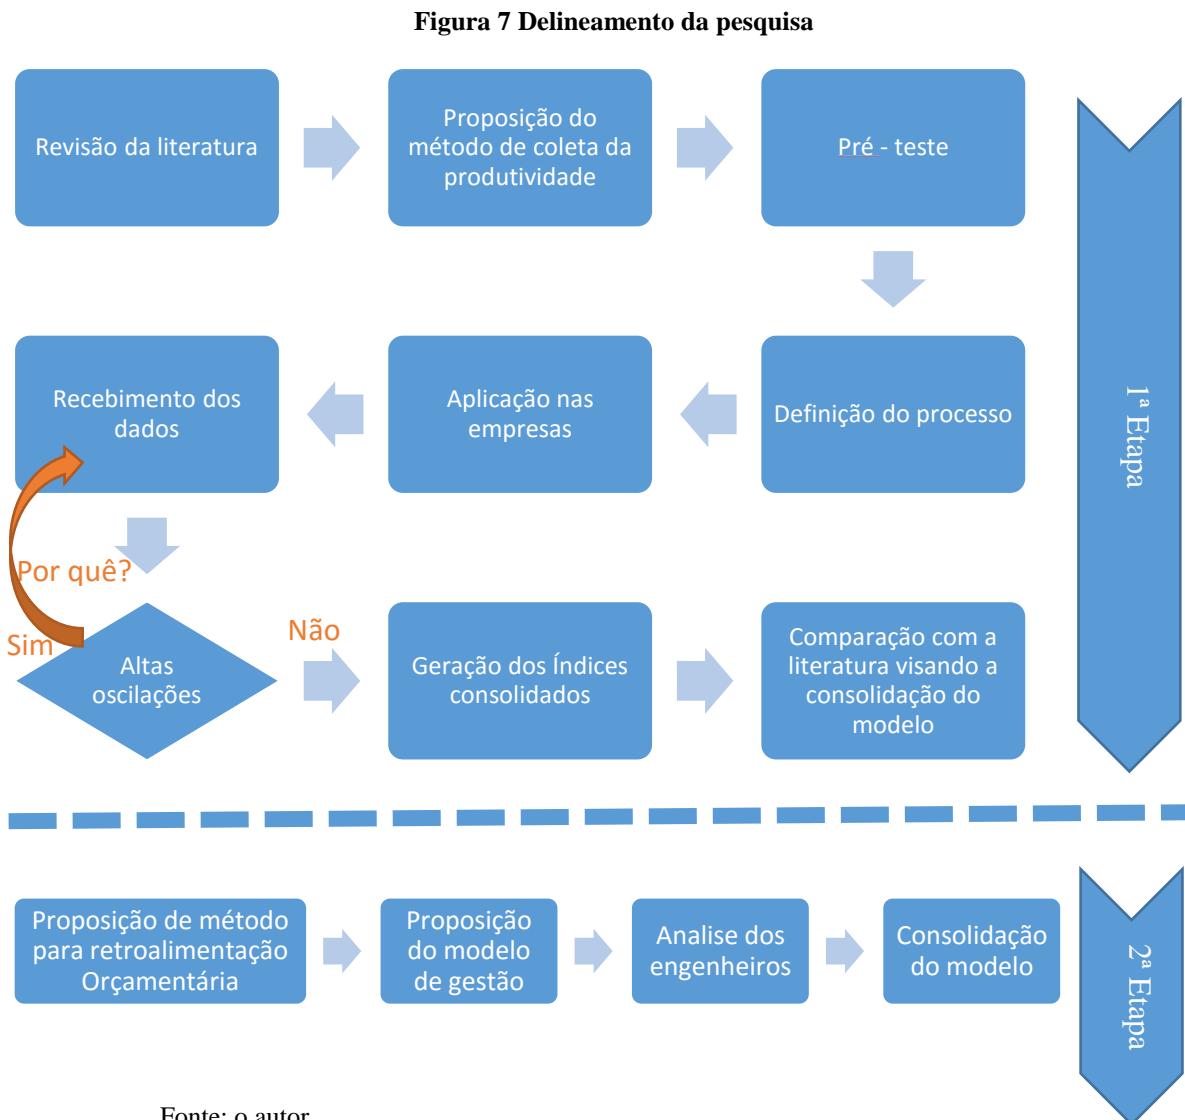 Figura 7 Delineamento da pesquisa
Revisão da literatura
Proposição do
método de coleta da
produtividade
Pré - teste
Definição do processo
Aplicação nas
empresas
Recebimento dos
dados
Por quê?
Sim
Altas
oscilações
Não
Geração dos Índices
consolidados
Comparação com a
literatura visando a
consolidação do
modelo
1ª Etapa
Proposição de método
para retroalimentação
Orçamentária
Proposição
do modelo
de gestão
Analise dos
engenheiros
Consolidação
do modelo
2ª Etapa
Fonte: o autor